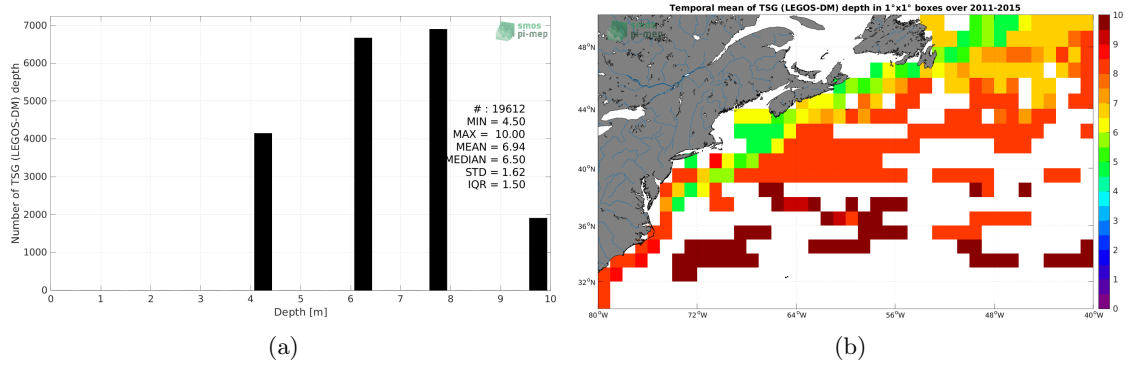 Temporal mean of TSG (LEGOS-DM) depth in 1°x1° boxes over 2011-2015
smos
pi-mep
7000
6000
5000
4000
3000
2000
1000
0
Number of TSG (LEGOS-DM) depth
# : 19612
MIN = 4.50
MAX = 10.00
MEAN = 6.94
MEDIAN = 6.50
STD = 1.62
IQR = 1.50
0 1 2 3 4 5 6 7 8 9 10
Depth [m]
(a)
smos
pi-mep
48°N
44°N
40°N
36°N
32°N
80°W 72°W 64°W 56°W 48°W 40°W
10
9
8
7
6
5
4
3
2
1
0
(b)